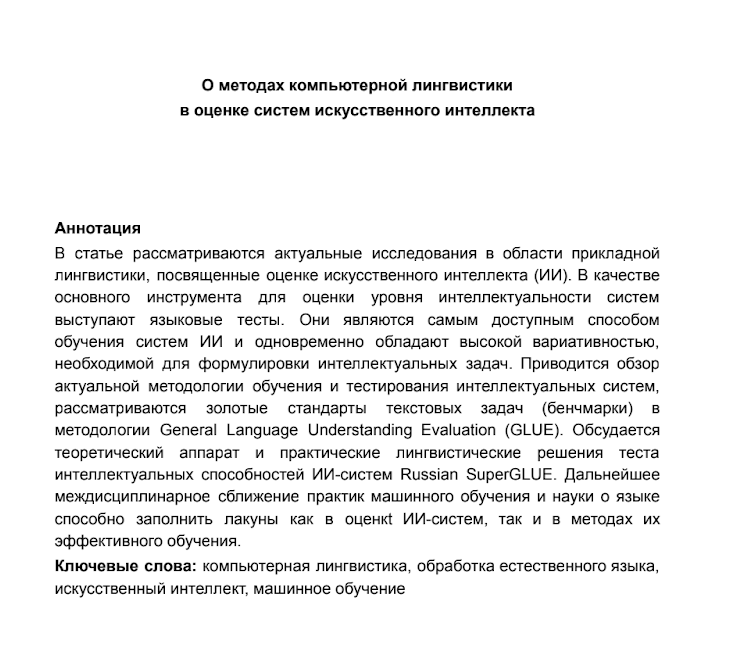 О методах компьютерной лингвистики
в оценке систем искусственного интеллекта
Аннотация
В статье рассматриваются актуальные исследования в области прикладной
лингвистики, посвященные оценке искусственного интеллекта (ИИ). В качестве
основного инструмента для оценки уровня интеллектуальности систем
выступают языковые тесты. Они являются самым доступным способом
обучения систем ИИ и одновременно обладают высокой вариативностью,
необходимой для формулировки интеллектуальных задач. Приводится обзор
актуальной методологии обучения и тестирования интеллектуальных систем,
рассматриваются золотые стандарты текстовых задач (бенчмарки) в
методологии General Language Understanding Evaluation (GLUE). Обсудается
теоретический аппарат и практические лингвистические решения теста
интеллектуальных способностей ИИ-систем Russian SuperGLUE. Дальнейшее
междисциплинарное сближение практик машинного обучения и науки о языке
способно заполнить лакуны как в оценкt ИИ-систем, так и в методах их
эффективного обучения.
Ключевые слова: компьютерная лингвистика, обработка естественного языка,
искусственный интеллект, машинное обучение